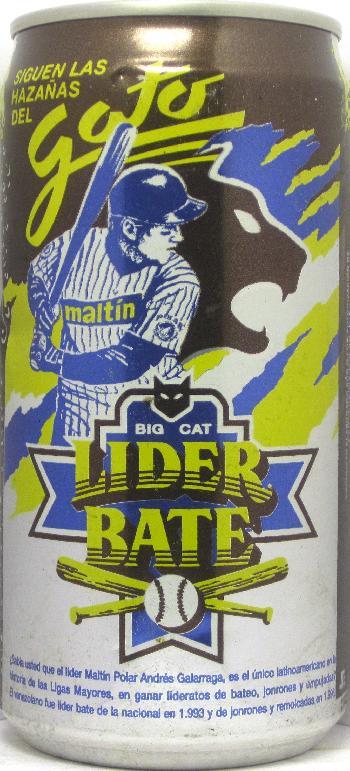 SIGUEN LAS
HAZAÑAS
DEL
Gato
maltín
BIG CAT
LIDER
BATE
¿Sabía usted que el líder Maltín Polar Andrés Galarraga, es el único latinoamericano en la
historia de las Ligas Mayores, en ganar lideratos de bateo, jonrones y impulsadas?
El venezolano fue líder bate de la nacional en 1.993 y de jonrones y remolcadas en